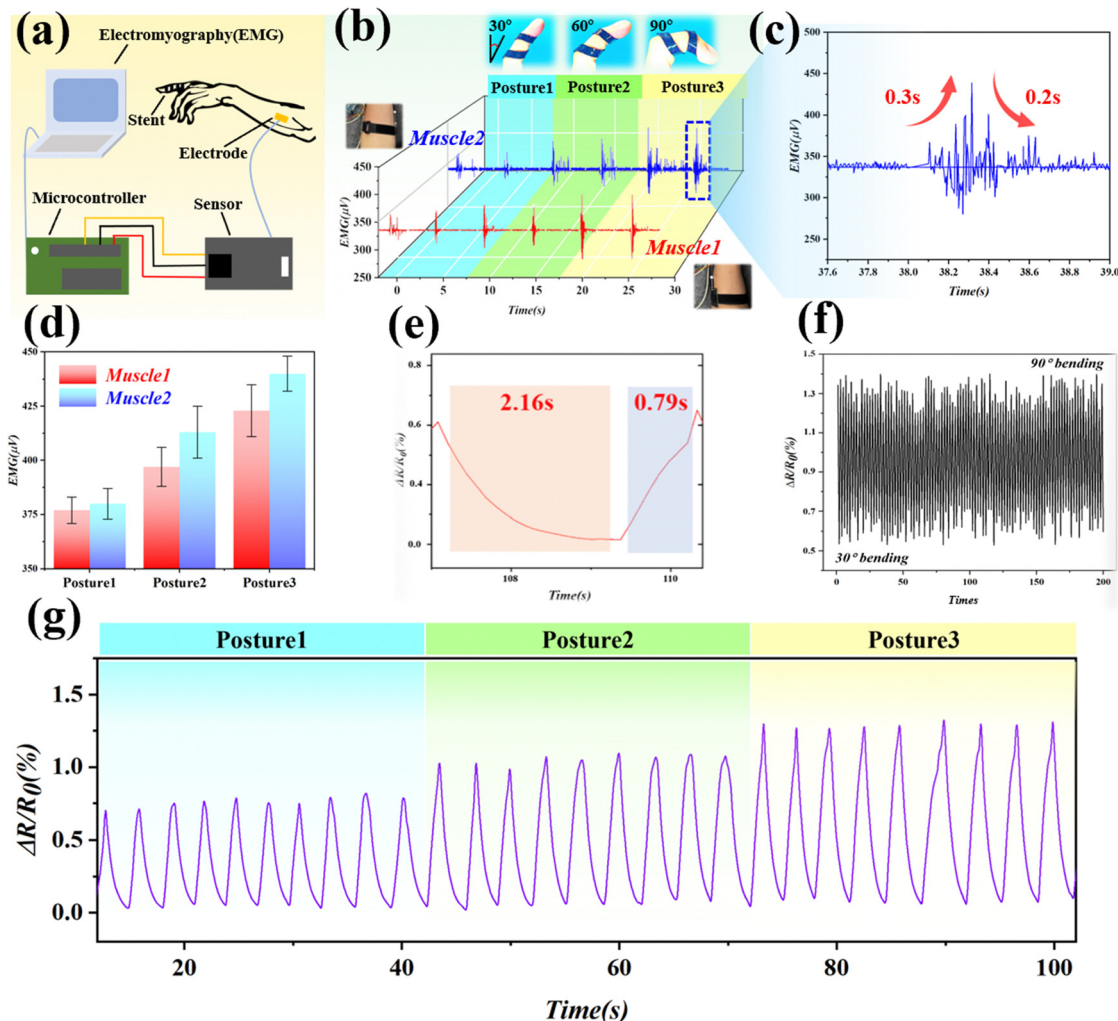 (a)
Electromyography(EMG)
Stent
Electrode
Microcontroller
Sensor
(b)
30°
60°
90°
Posture1
Posture2
Posture3
Muscle2
Muscle1
450
400
350
300
250
EMG(μV)
0
5
10
15
20
25
30
Time(s)
(c)
500
450
400
350
300
250
EMG(μV)
0.3s
0.2s
37.6
37.8
38.0
38.2
38.4
38.6
38.8
39.0
Time(s)
(d)
450
425
400
375
350
EMG(μV)
Muscle1
Muscle2
Posture1
Posture2
Posture3
(e)
0.8
0.6
0.4
0.2
0.0
ΔR/R0(%)
2.16s
0.79s
108
110
Time(s)
(f)
1.5
1.3
1.1
0.9
0.7
0.5
ΔR/R0(%)
90° bending
30° bending
0
50
100
150
200
Times
(g)
Posture1
Posture2
Posture3
1.5
1.0
0.5
0.0
ΔR/R0(%)
20
40
60
80
100
Time(s)